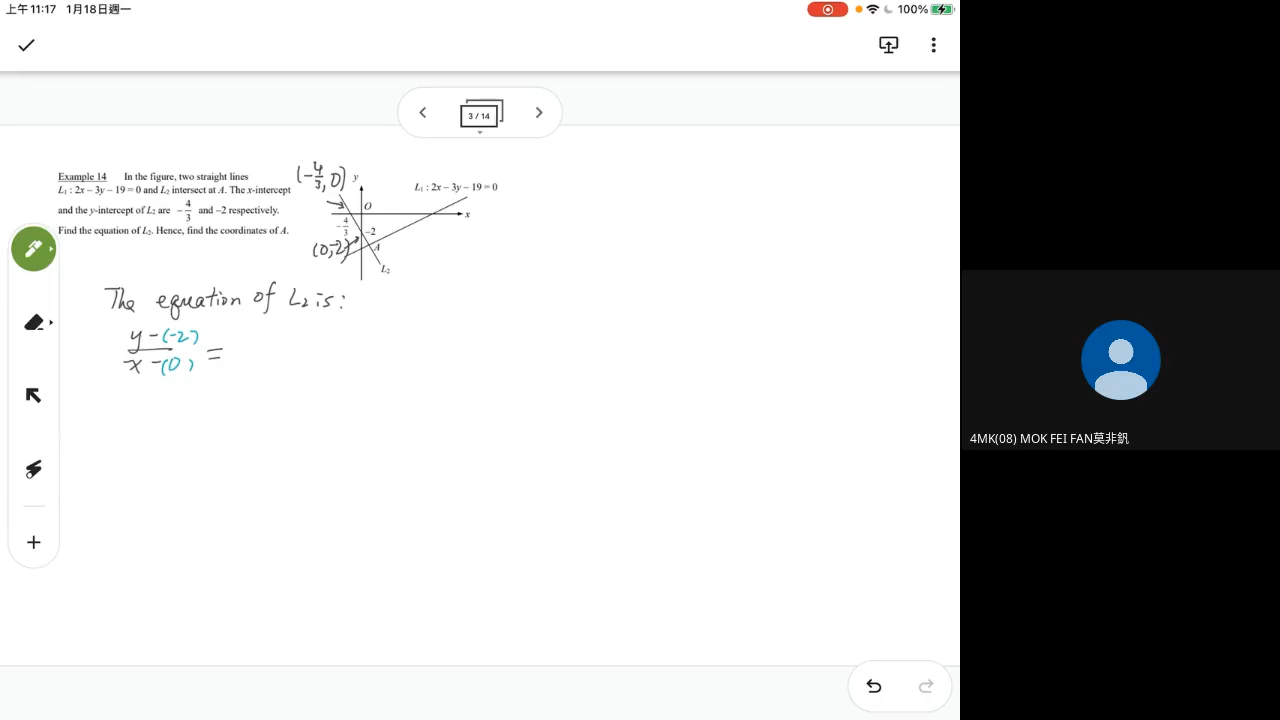 上午11:17 1月18日週一
100%
3 / 14
Example 14 In the figure, two straight lines
L₁ : 2x – 3y – 19 = 0 and L₂ intersect at A. The x-intercept
and the y-intercept of L₂ are –4/3 and –2 respectively.
Find the equation of L₂. Hence, find the coordinates of A.
(-4/3, 0)
y
L₁ : 2x – 3y – 19 = 0
O
x
–4/3
–2
(0,-2)
A
L₂
The equation of L₂ is:
y-(-2)
x-(0) =
4MK(08) MOK FEI FAN莫非釩